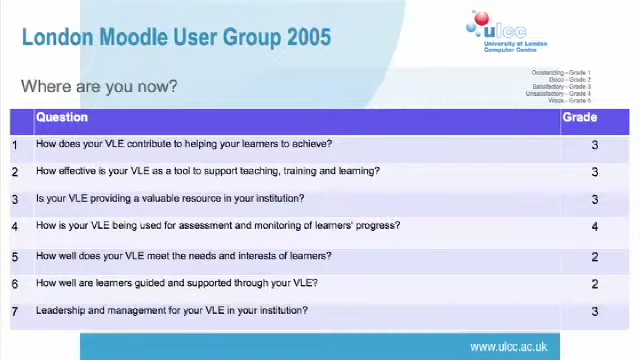 London Moodle User Group 2005
ulcc
University of London
Computer Centre
Where are you now?
Outstanding - Grade 1
Good - Grade 2
Satisfactory - Grade 3
Unsatisfactory - Grade 4
Weak - Grade 5
Question Grade
1 How does your VLE contribute to helping your learners to achieve? 3
2 How effective is your VLE as a tool to support teaching, training and learning? 3
3 Is your VLE providing a valuable resource in your institution? 3
4 How is your VLE being used for assessment and monitoring of learners' progress? 4
5 How well does your VLE meet the needs and interests of learners? 2
6 How well are learners guided and supported through your VLE? 2
7 Leadership and management for your VLE in your institution? 3
www.ulcc.ac.uk